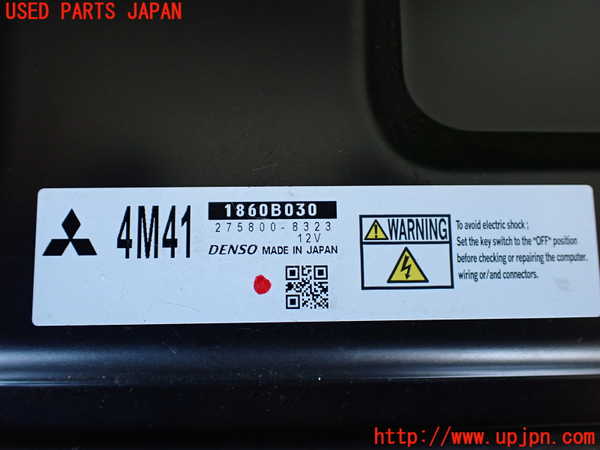 USED PARTS JAPAN
4M41
1860B030
275800-8323
12V
DENSO MADE IN JAPAN
WARNING
To avoid electric shock ;
Set the key switch to the "OFF" position
before checking or repairing the computer.
wiring or/and connectors.
UPJ
http://www.upjpn.com/